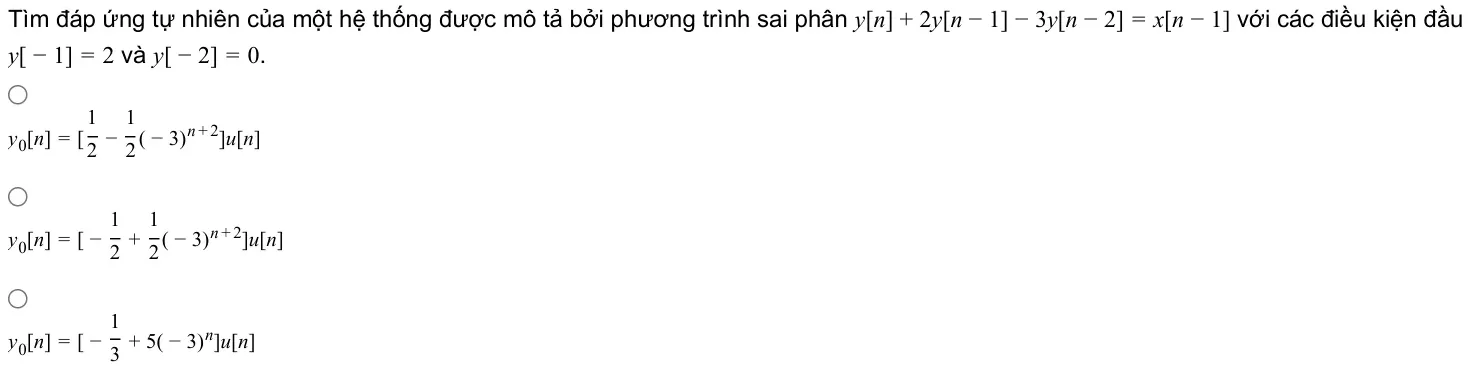 Tìm đáp ứng tự nhiên của một hệ thống được mô tả bởi phương trình sai phân y[n] + 2y[n − 1] − 3y[n − 2] = x[n − 1] với các điều kiện đầu
y[ − 1] = 2 và y[ − 2] = 0.
y₀[n] = [1/2 − 1/2( − 3)ⁿ⁺²]u[n]
y₀[n] = [ − 1/2 + 1/2( − 3)ⁿ⁺²]u[n]
y₀[n] = [ − 1/3 + 5( − 3)ⁿ]u[n]